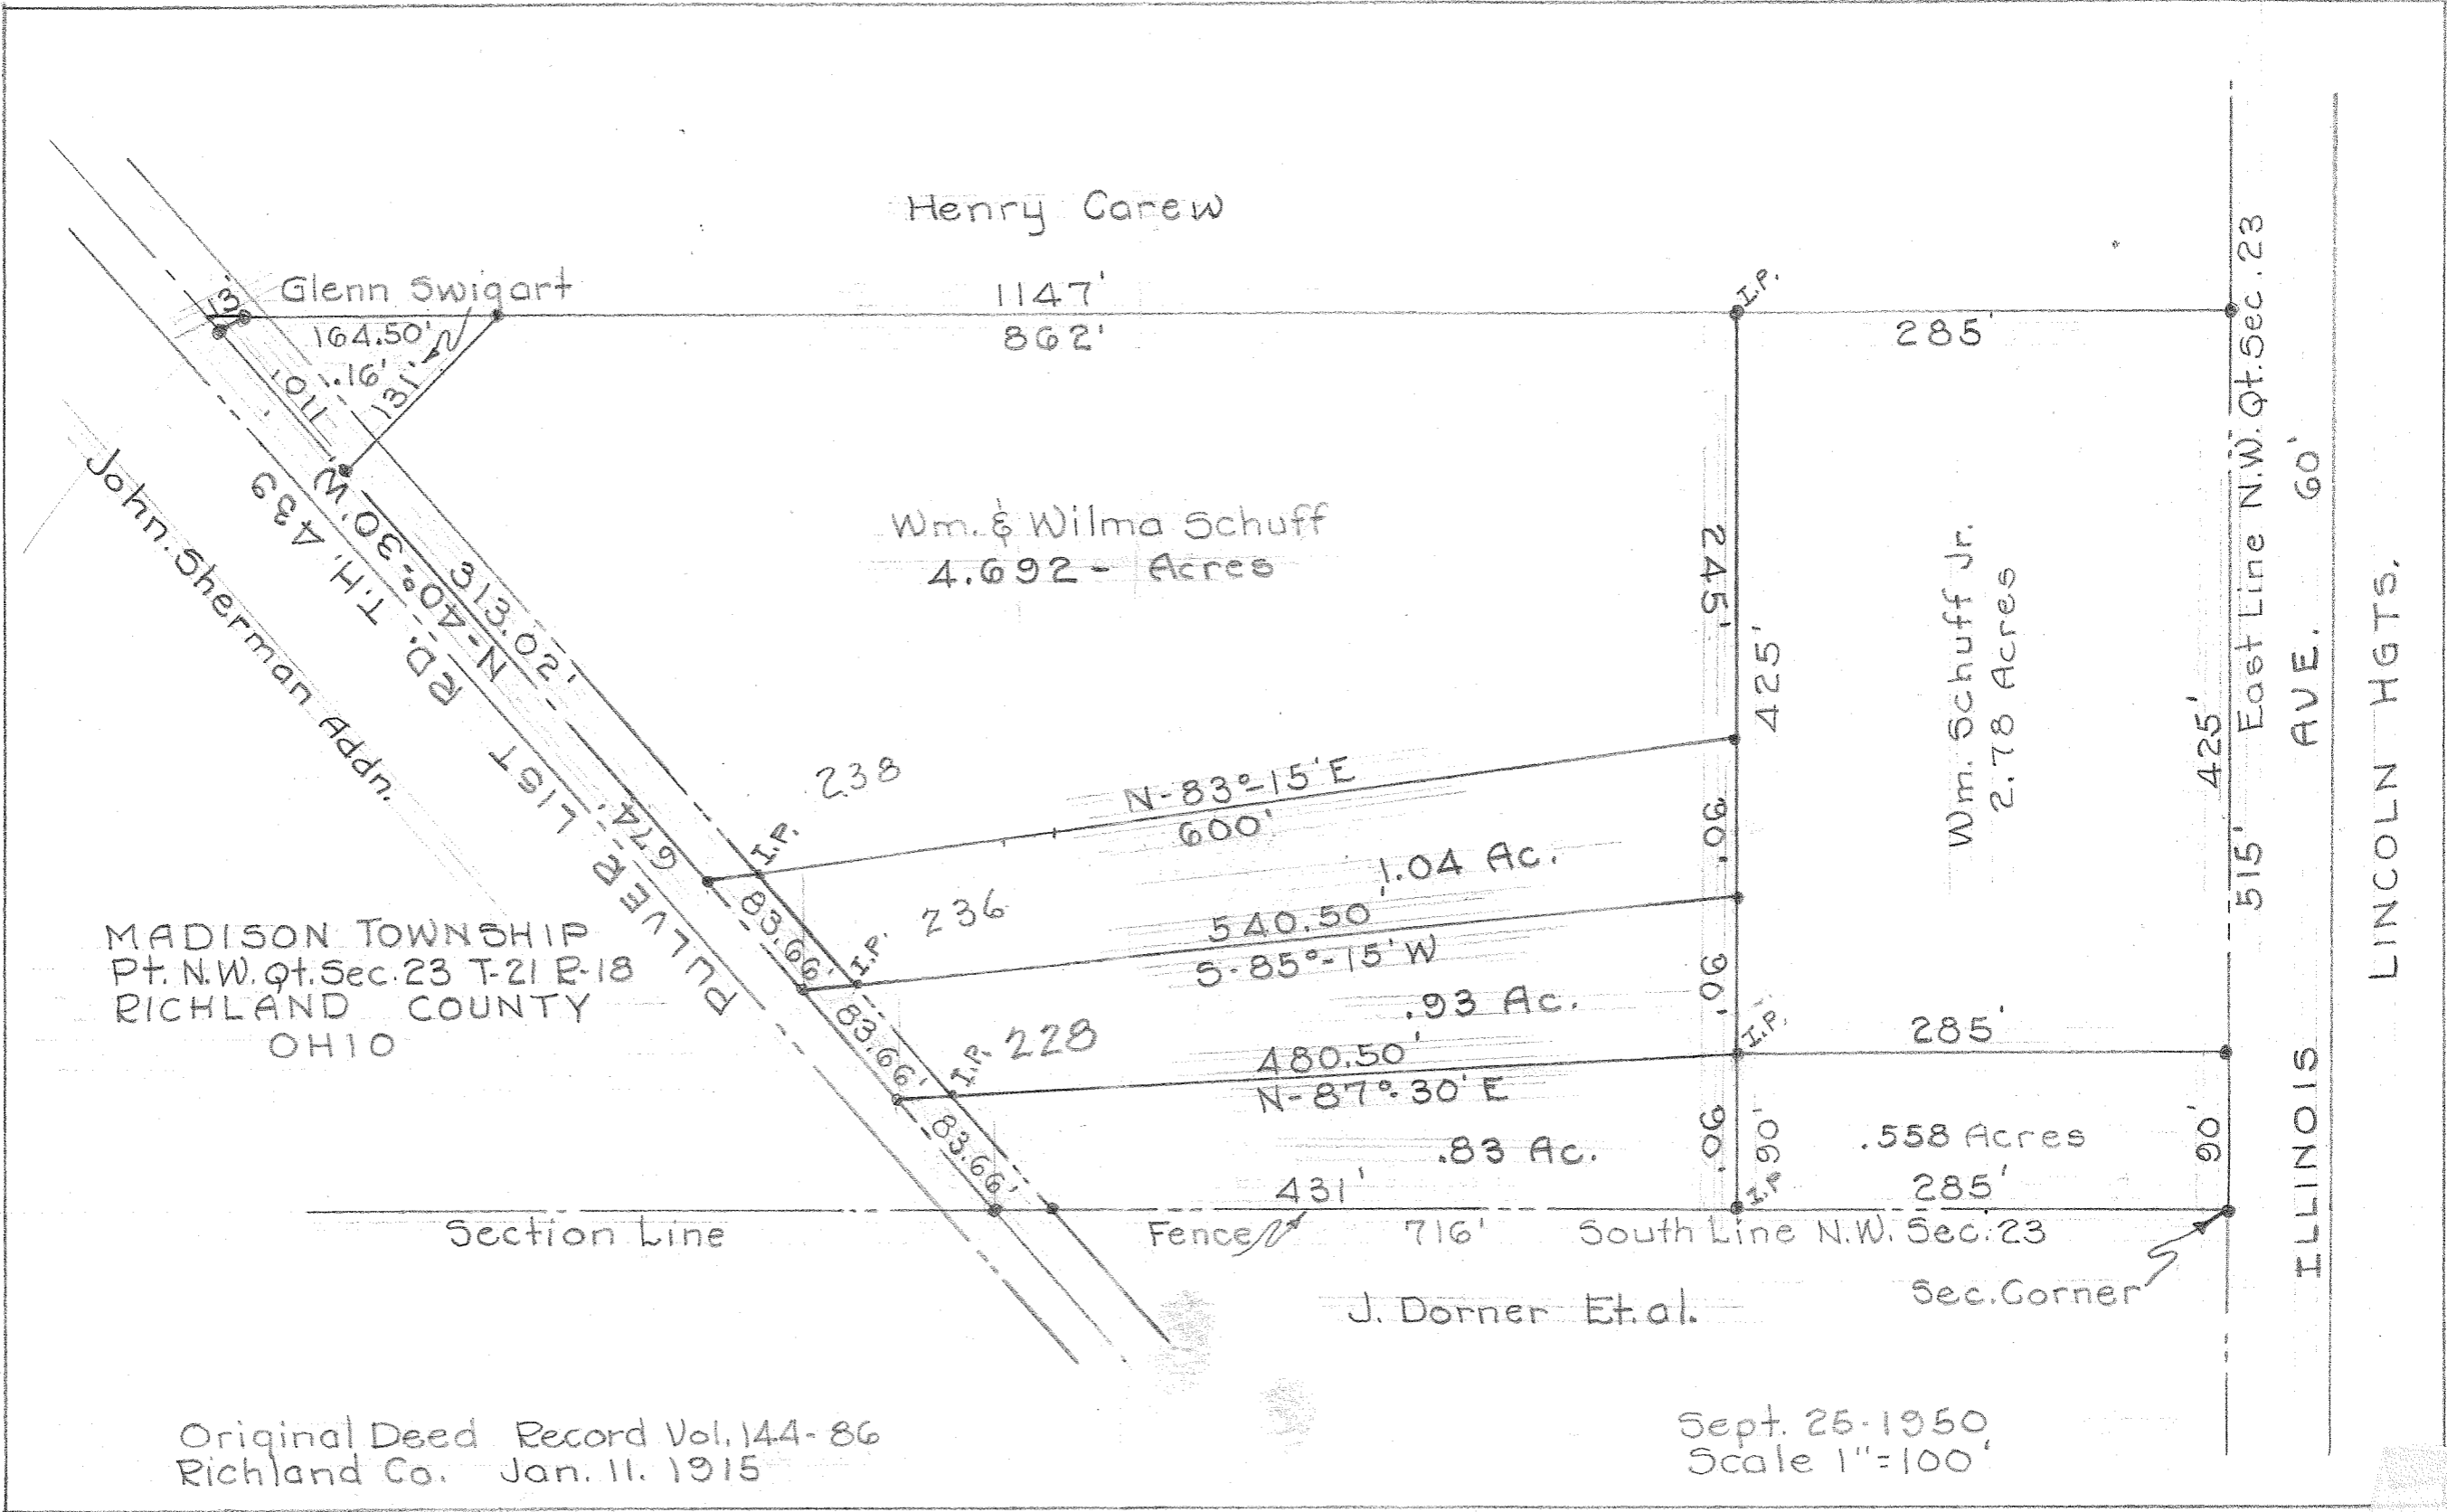 Henry Carew
Glenn Swigart
1147'
I.P.
13'
164.50'
862'
285'
.16'
131'
110'
East Line N.W. Qt. Sec. 23
John. Sherman Addn.
N-40°-30' W.
313.02'
674'
PULVER LIST RD. T.H. 439
Wm. & Wilma Schuff
4.692 - Acres
245'
425'
Wm. Schuff Jr.
2.78 Acres
425'
515'
ILLINOIS AVE. 60'
LINCOLN HGTS.
238
I.P.
N-83°-15' E
600'
90'
1.04 Ac.
83.66'
I.P.
236
540.50'
S-85°-15' W
90'
.93 Ac.
83.66'
I.P.
228
480.50'
N-87°-30' E
I.P.
285'
MADISON TOWNSHIP
Pt. N.W. Qt. Sec. 23 T-21 R-18
RICHLAND COUNTY
OHIO
83.66'
.83 Ac.
90'
90'
.558 Acres
90'
431'
I.P.
285'
Section Line
Fence
716'
South Line N.W. Sec. 23
Sec. Corner
J. Dorner Et. al.
Original Deed Record Vol. 144-86
Richland Co. Jan. 11. 1915
Sept. 25-1950
Scale 1"=100'